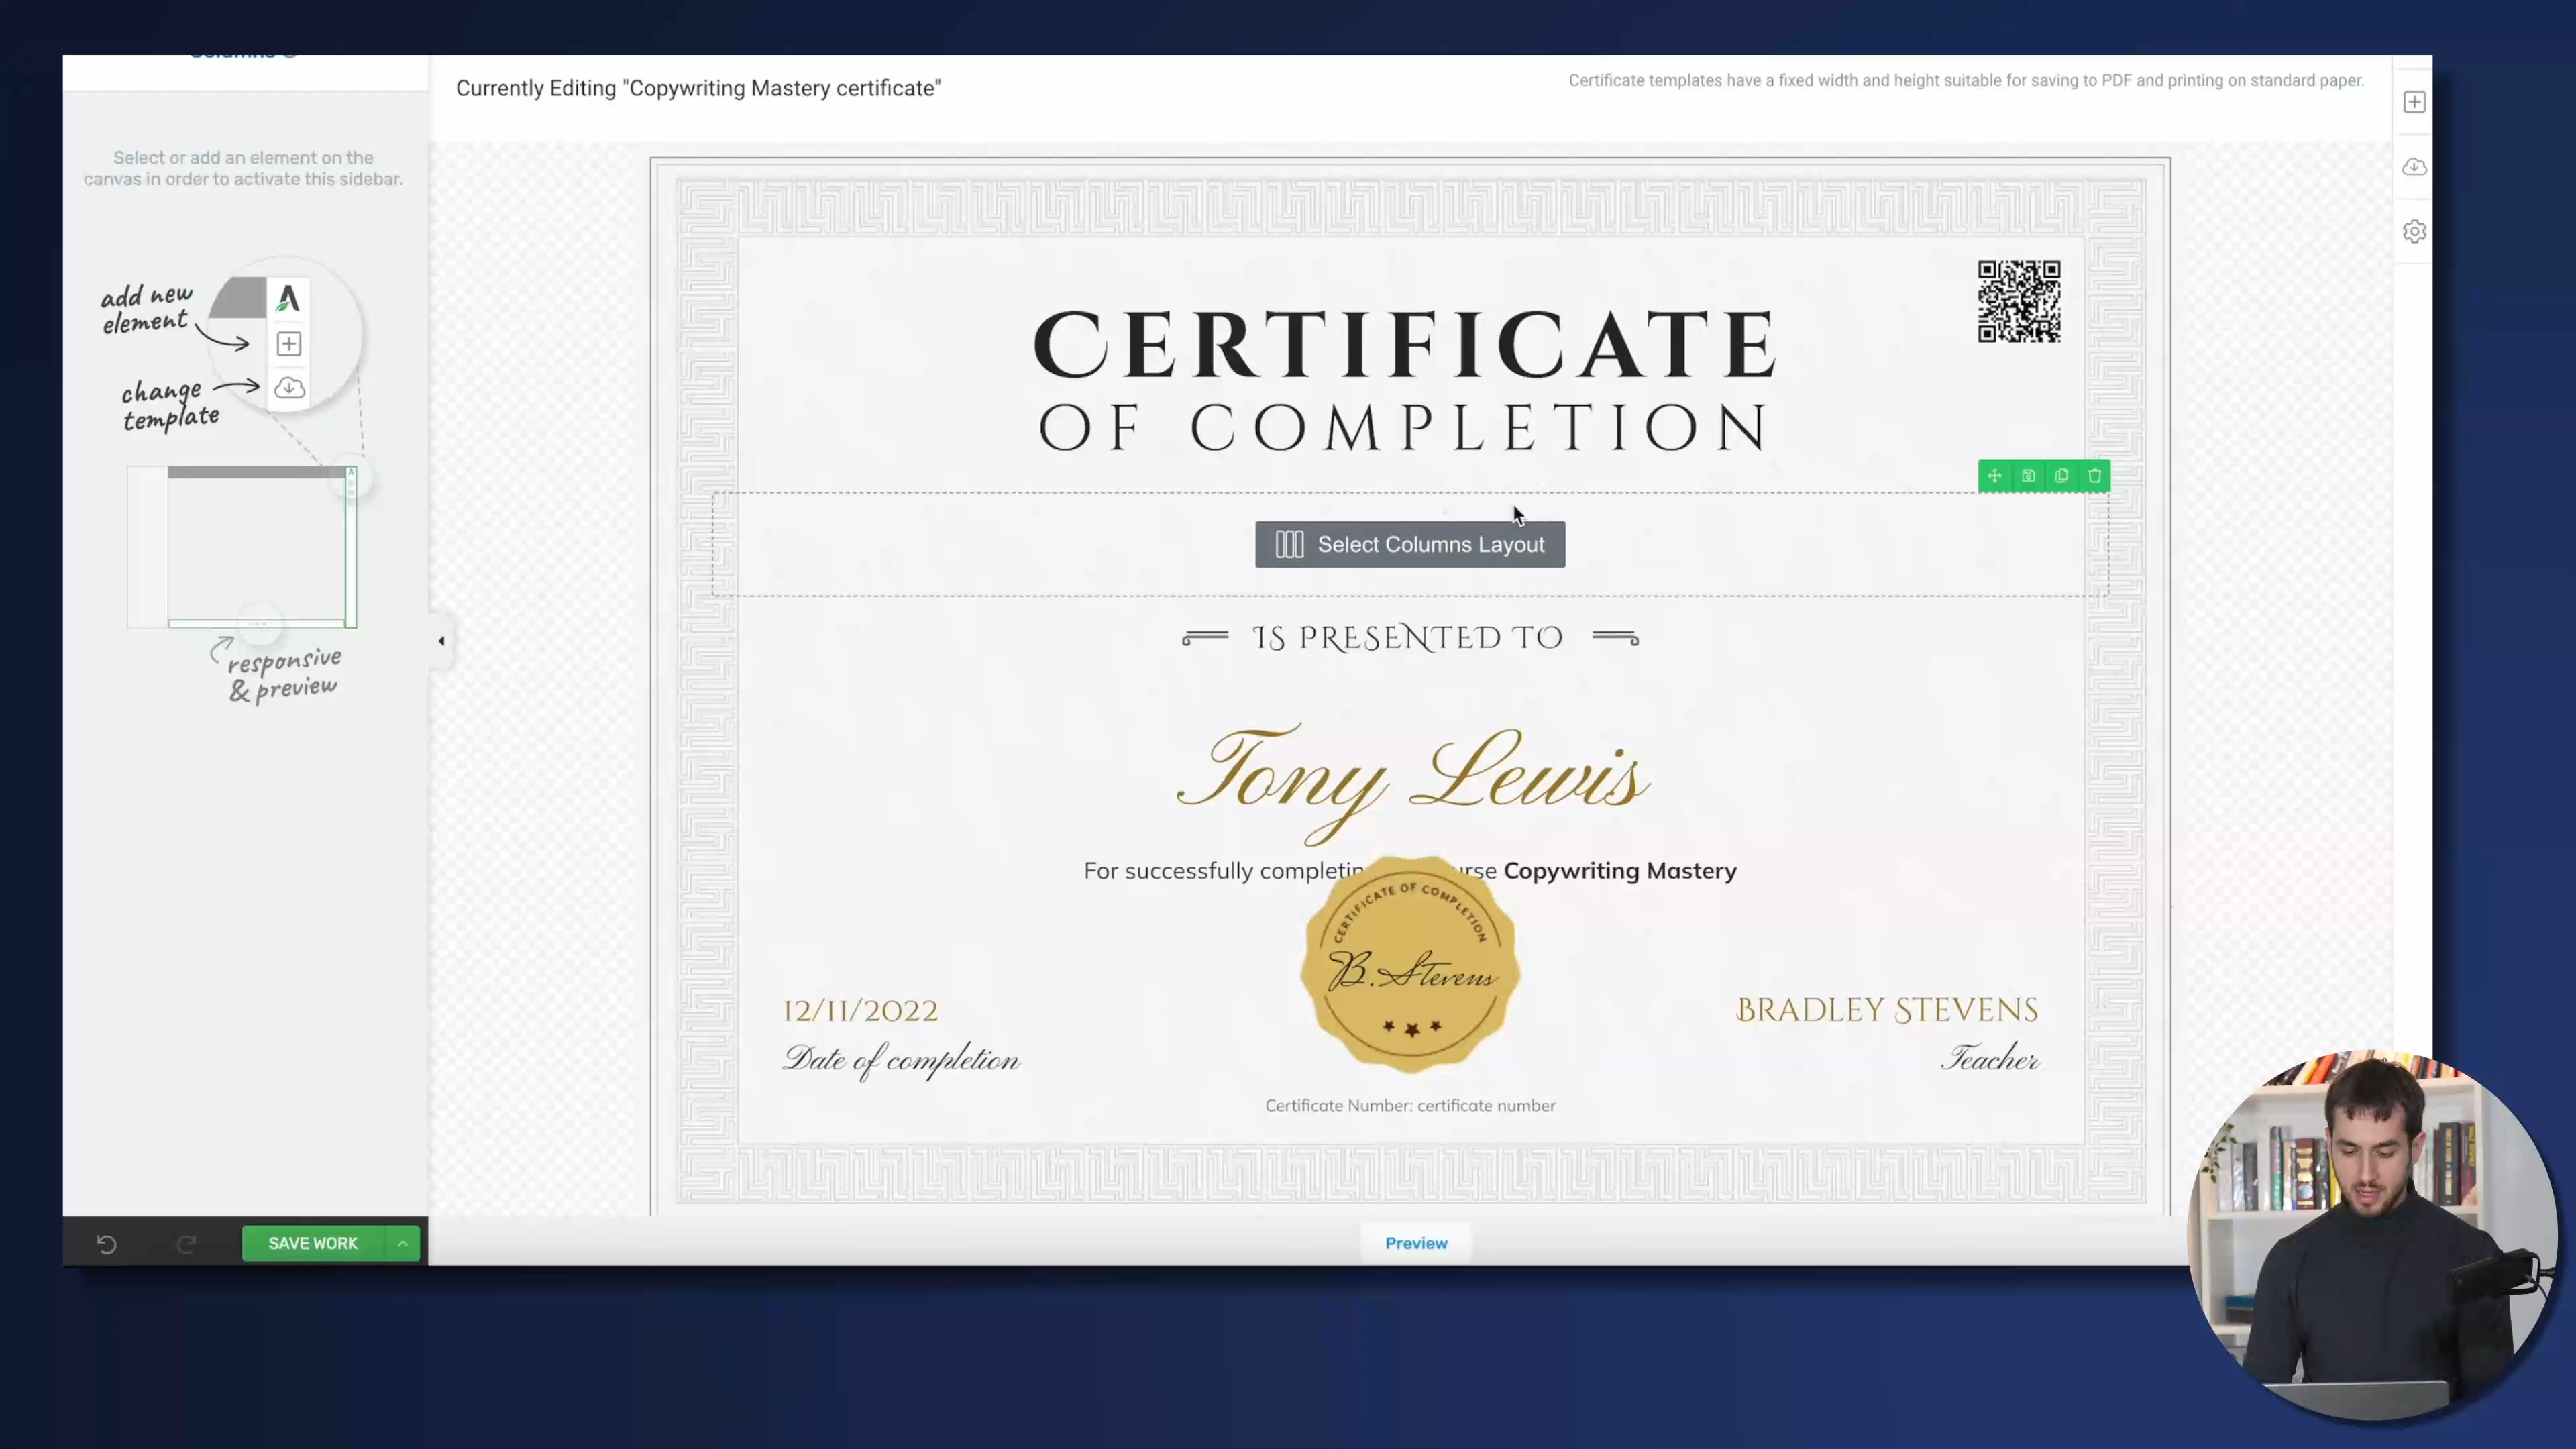 Columns
Currently Editing "Copywriting Mastery certificate"
Certificate templates have a fixed width and height suitable for saving to PDF and printing on standard paper.
Select or add an element on the
canvas in order to activate this sidebar.
add new
element
change
template
responsive
& preview
CERTIFICATE
OF COMPLETION
Select Columns Layout
IS PRESENTED TO
Tony Lewis
For successfully completin urse Copywriting Mastery
CERTIFICATE OF COMPLETION
B. Stevens
12/11/2022
Date of completion
BRADLEY STEVENS
Teacher
Certificate Number: certificate number
SAVE WORK
Preview